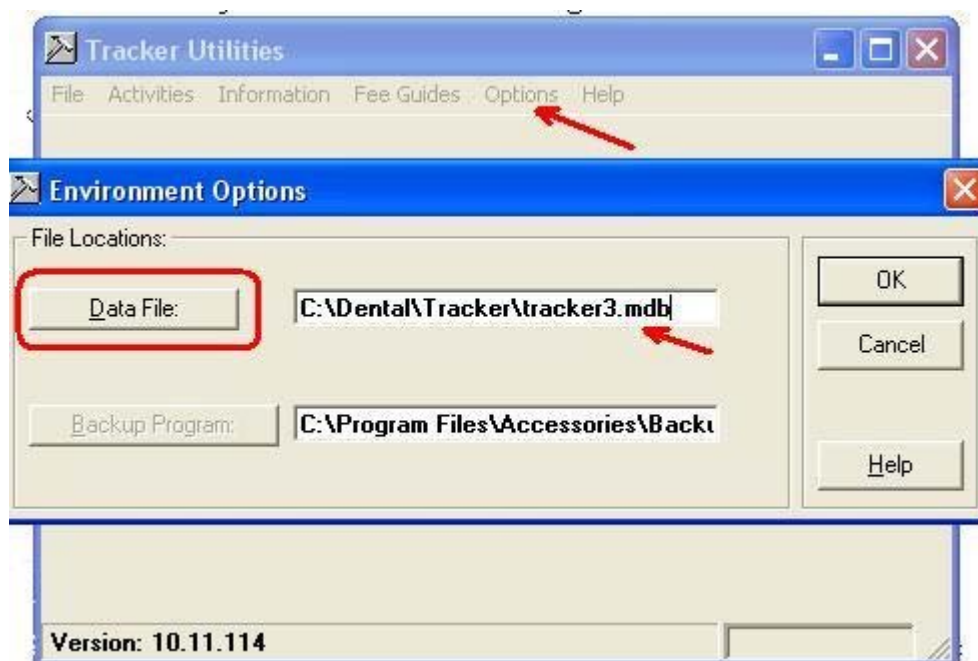 Tracker Utilities
File Activities Information Fee Guides Options Help
Environment Options
File Locations:
Data File: C:\Dental\Tracker\tracker3.mdb OK
Cancel
Backup Program: C:\Program Files\Accessories\Backu
Help
Version: 10.11.114